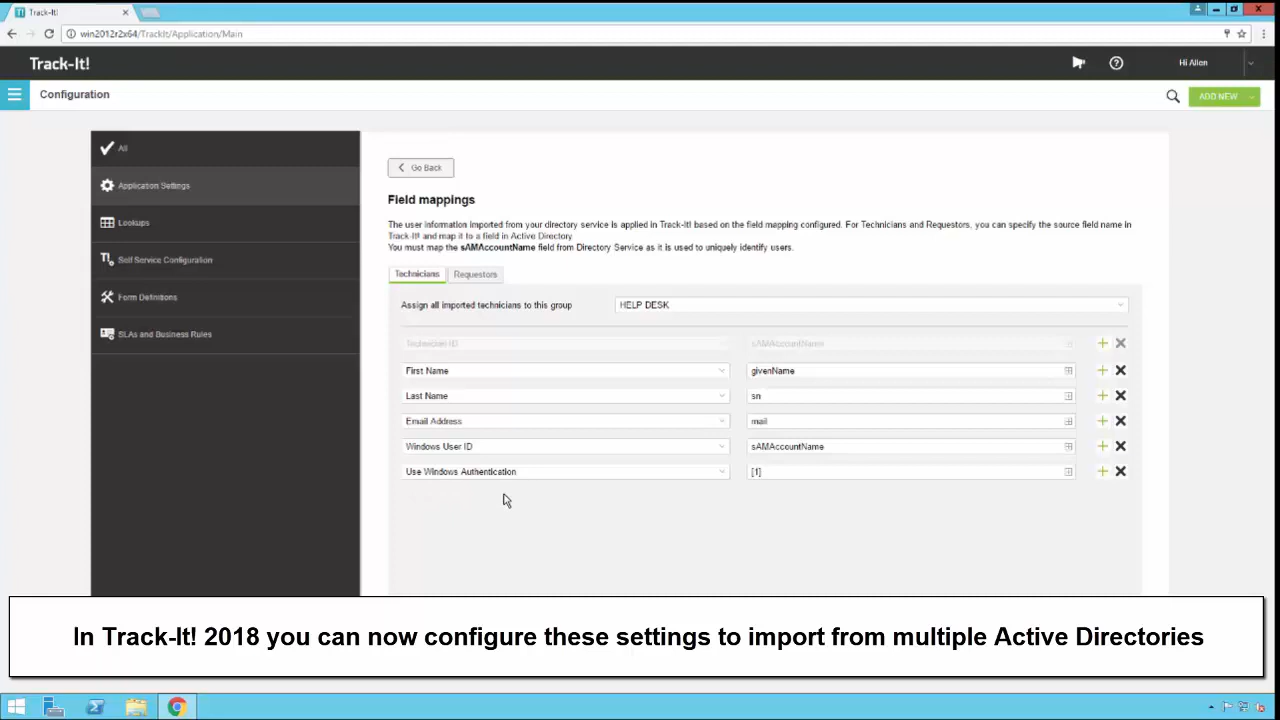 Track-It!
win2012r2x64/TrackIt/Application/Main
Track-It!
Hi Allen
Configuration
ADD NEW
All
Application Settings
Lookups
Self Service Configuration
Form Definitions
SLAs and Business Rules
Go Back
Field mappings
The user information imported from your directory service is applied in Track-It! based on the field mapping configured. For Technicians and Requestors, you can specify the source field name in
Track-It! and map it to a field in Active Directory.
You must map the sAMAccountName field from Directory Service as it is used to uniquely identify users.
Technicians Requestors
Assign all imported technicians to this group HELP DESK
Technician ID sAMAccountName
First Name givenName
Last Name sn
Email Address mail
Windows User ID sAMAccountName
Use Windows Authentication [1]
In Track-It! 2018 you can now configure these settings to import from multiple Active Directories